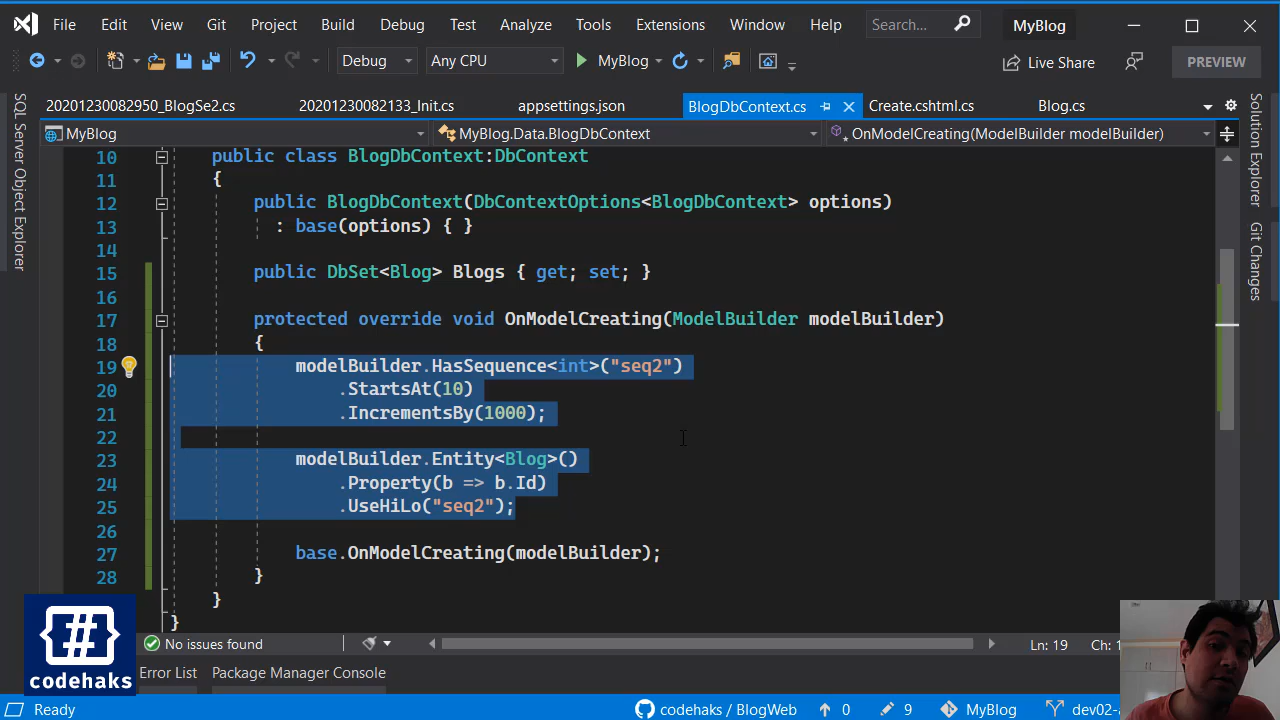 File Edit View Git Project Build Debug Test Analyze Tools Extensions Window Help Search... MyBlog
Debug Any CPU MyBlog Live Share PREVIEW
20201230082950_BlogSe2.cs 20201230082133_Init.cs appsettings.json BlogDbContext.cs Create.cshtml.cs Blog.cs
MyBlog MyBlog.Data.BlogDbContext OnModelCreating(ModelBuilder modelBuilder)
SQL Server Object Explorer
Solution Explorer
Git Changes
10 public class BlogDbContext:DbContext
11 {
12 public BlogDbContext(DbContextOptions<BlogDbContext> options)
13 : base(options) { }
14
15 public DbSet<Blog> Blogs { get; set; }
16
17 protected override void OnModelCreating(ModelBuilder modelBuilder)
18 {
19 modelBuilder.HasSequence<int>("seq2")
20 .StartsAt(10)
21 .IncrementsBy(1000);
22
23 modelBuilder.Entity<Blog>()
24 .Property(b => b.Id)
25 .UseHiLo("seq2");
26
27 base.OnModelCreating(modelBuilder);
28 }
}
}
No issues found Ln: 19 Ch:
Error List Package Manager Console
{#}
codehaks
Ready codehaks / BlogWeb 0 9 MyBlog dev02-